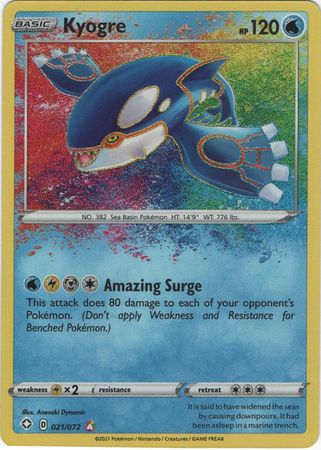 BASIC Kyogre HP 120
NO. 382 Sea Basin Pokémon HT: 14'9" WT: 776 lbs.
Amazing Surge
This attack does 80 damage to each of your opponent's
Pokémon. (Don't apply Weakness and Resistance for
Benched Pokémon.)
weakness ×2 resistance retreat
Illus. Anesaki Dynamic
D 021/072
It is said to have widened the seas
by causing downpours. It had
been asleep in a marine trench.
©2021 Pokémon / Nintendo / Creatures / GAME FREAK